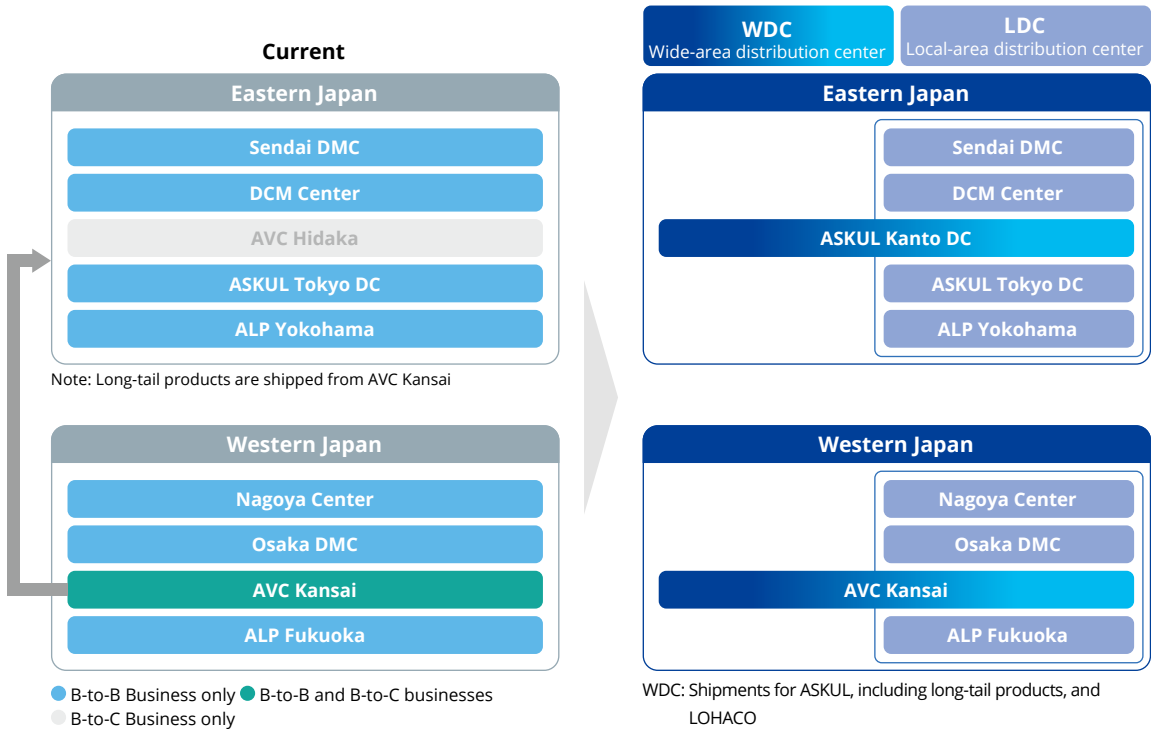 Current
Eastern Japan
Sendai DMC
DCM Center
AVC Hidaka
ASKUL Tokyo DC
ALP Yokohama
Note: Long-tail products are shipped from AVC Kansai
Western Japan
Nagoya Center
Osaka DMC
AVC Kansai
ALP Fukuoka
B-to-B Business only B-to-B and B-to-C businesses
B-to-C Business only
WDC
Wide-area distribution center
LDC
Local-area distribution center
Eastern Japan
Sendai DMC
DCM Center
ASKUL Kanto DC
ASKUL Tokyo DC
ALP Yokohama
Western Japan
Nagoya Center
Osaka DMC
AVC Kansai
ALP Fukuoka
WDC: Shipments for ASKUL, including long-tail products, and
LOHACO